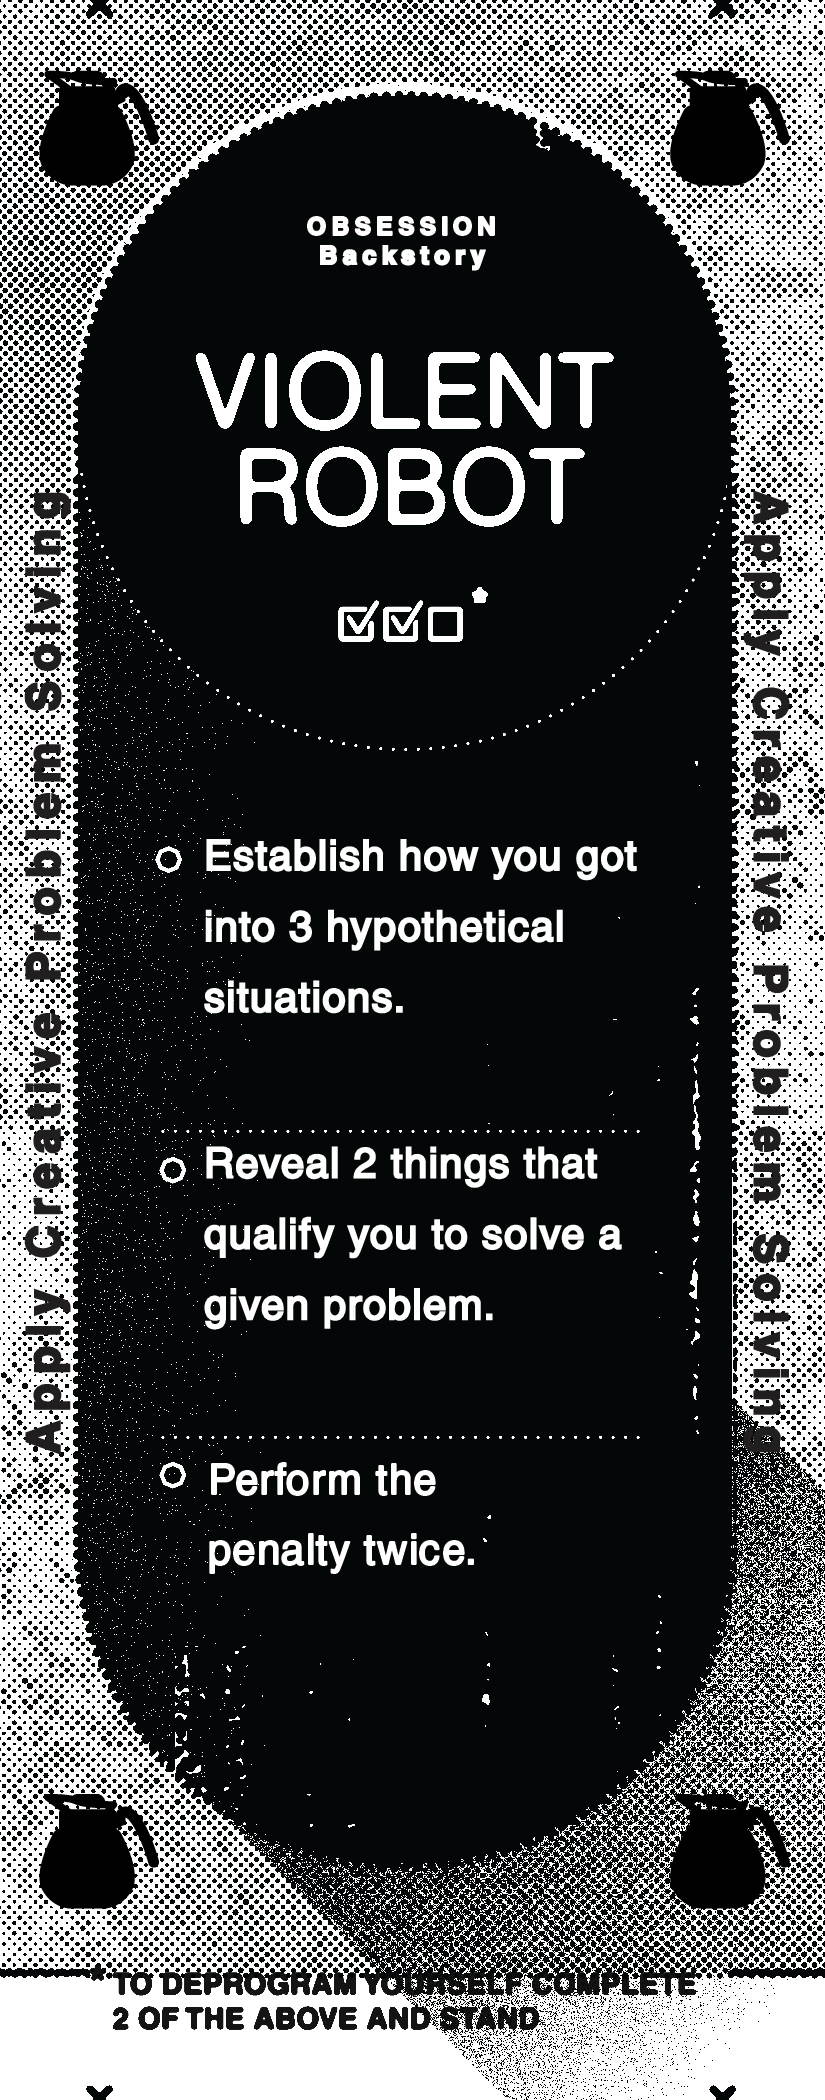 OBSESSION
Backstory
VIOLENT
ROBOT
Apply Creative Problem Solving
Apply Creative Problem Solving
Establish how you got
into 3 hypothetical
situations.
Reveal 2 things that
qualify you to solve a
given problem.
Perform the
penalty twice.
*TO DEPROGRAM YOURSELF COMPLETE
2 OF THE ABOVE AND STAND